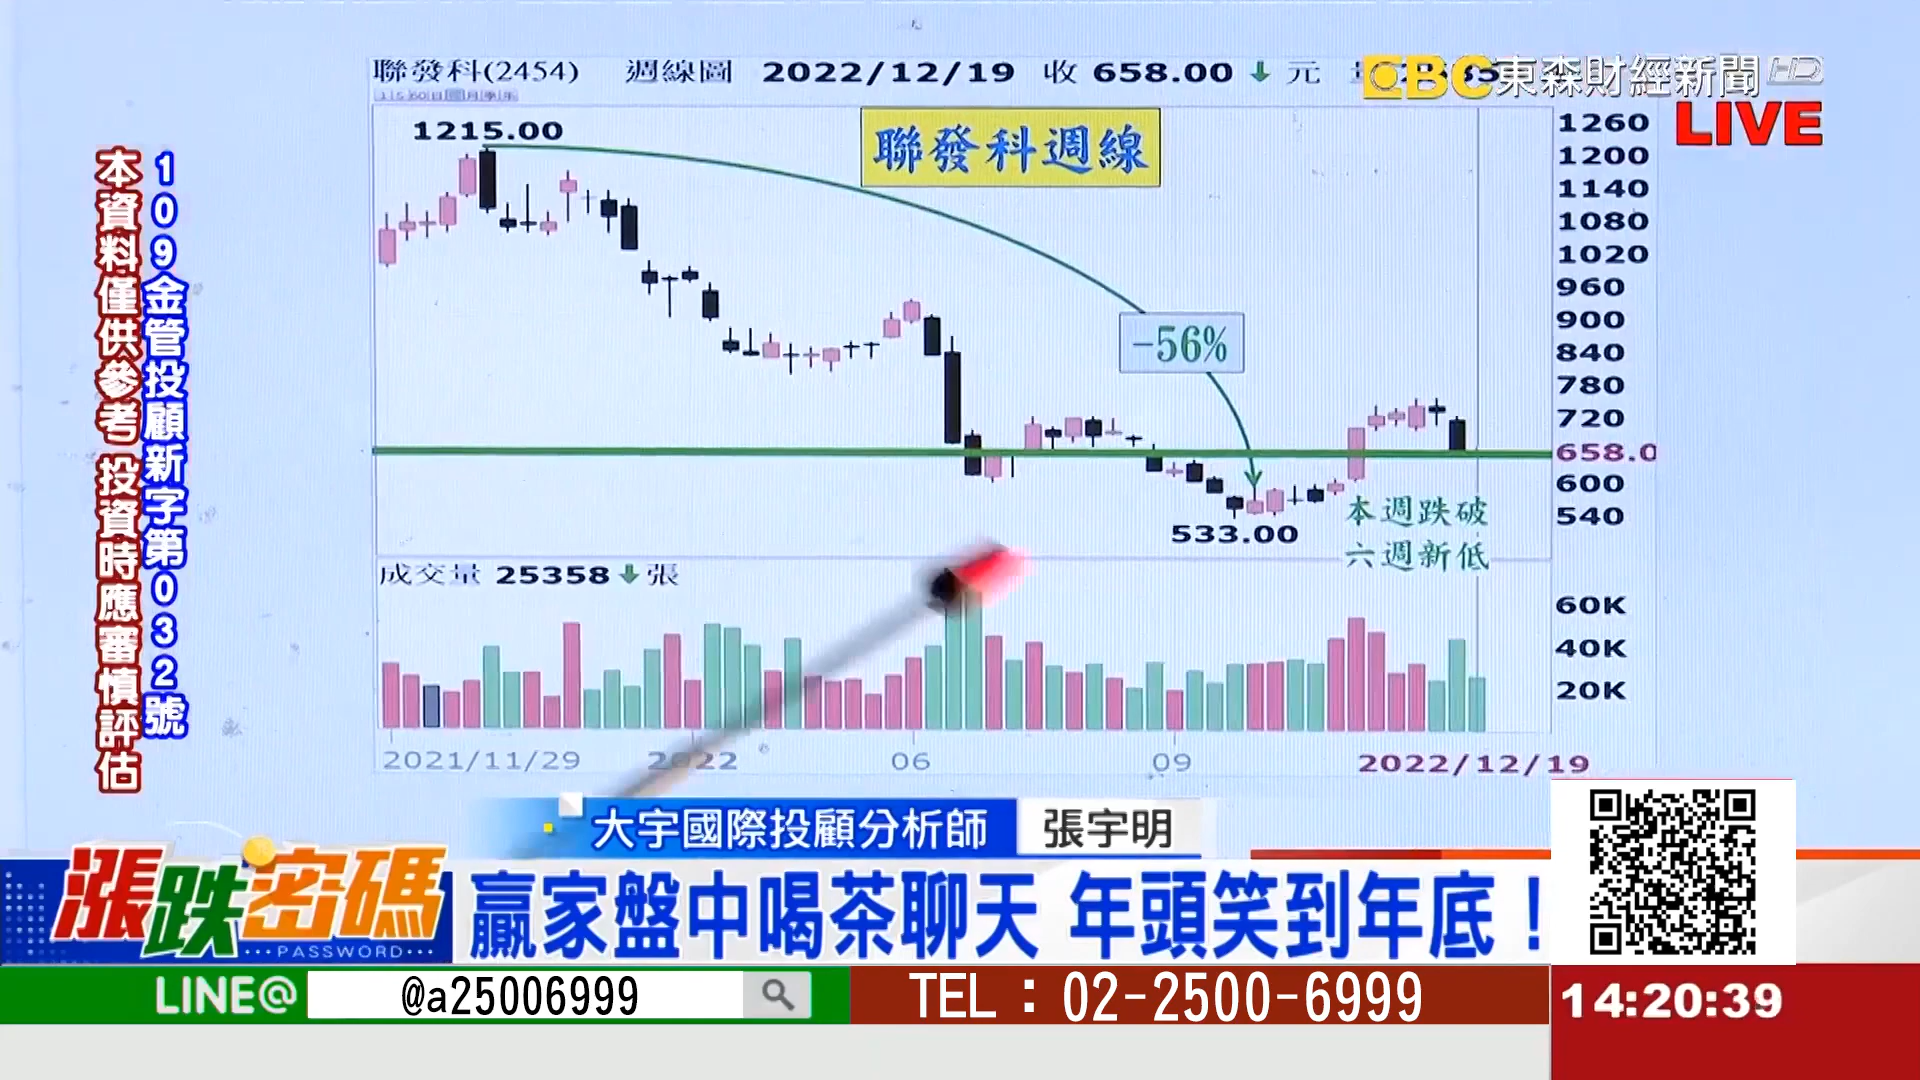 聯發科(2454) 週線圖 2022/12/19 收 658.00 元
EBC 東森財經新聞 HD
LIVE
聯發科週線
1215.00
-56%
533.00
本週跌破
六週新低
1260
1200
1140
1080
1020
960
900
840
780
720
658.0
600
540
成交量 25358 張
60K
40K
20K
2021/11/29 2022 06 09 2022/12/19
109金管投顧新字第032號
本資料僅供參考 投資時應審慎評估
大宇國際投顧分析師 張宇明
漲跌密碼
PASSWORD
贏家盤中喝茶聊天 年頭笑到年底！
LINE@ @a25006999
TEL：02-2500-6999
14:20:39